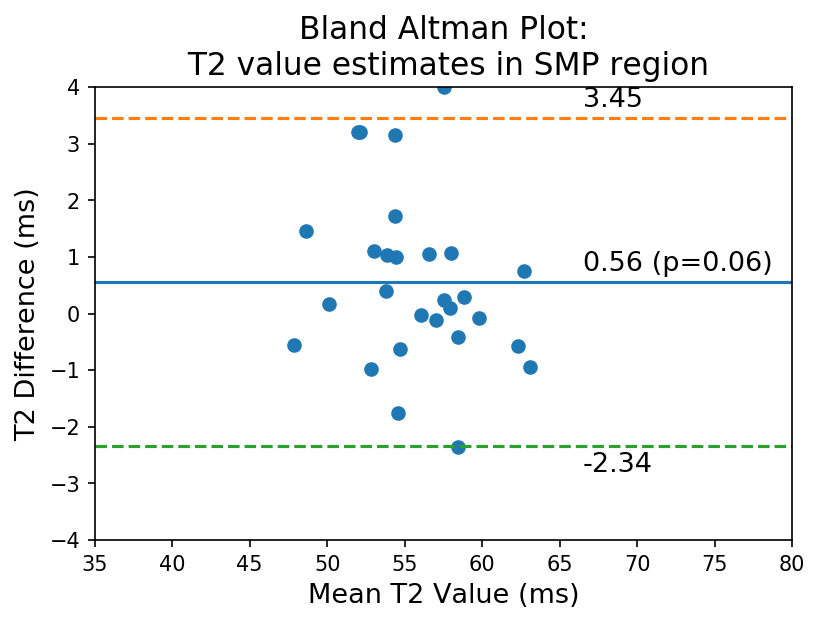 Bland Altman Plot:
T2 value estimates in SMP region
4
3
2
1
0
−1
−2
−3
−4
T2 Difference (ms)
3.45
0.56 (p=0.06)
-2.34
35 40 45 50 55 60 65 70 75 80
Mean T2 Value (ms)